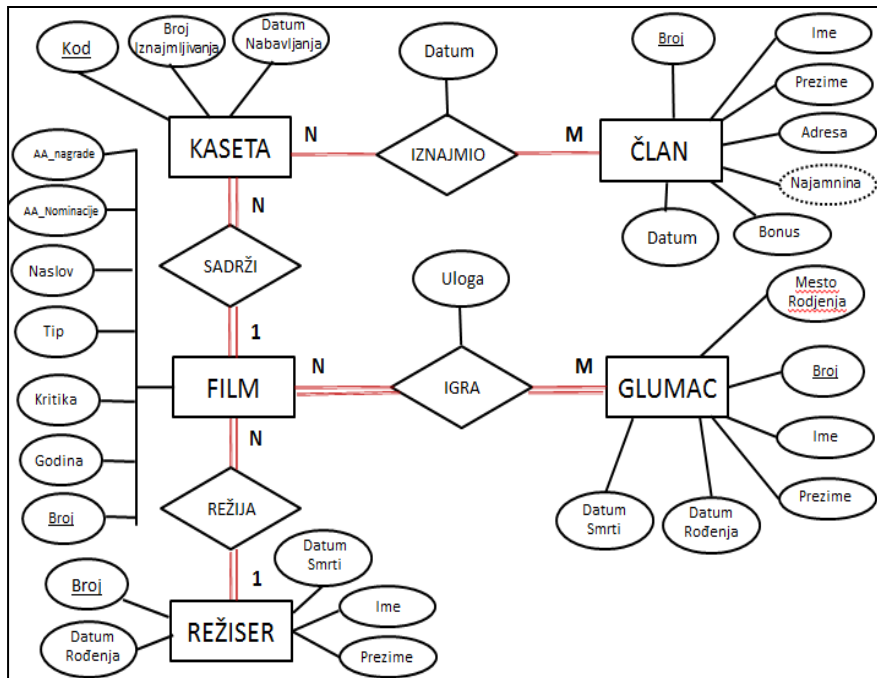 Kod
Broj
Iznajmljivanja
Datum
Nabavljanja
Datum
Broj
Ime
Prezime
Adresa
Najamnina
Bonus
Datum
KASETA
N
IZNAJMIO
M
ČLAN
AA_nagrade
AA_Nominacije
Naslov
Tip
Kritika
Godina
Broj
N
SADRŽI
1
FILM
N
Uloga
IGRA
M
GLUMAC
Mesto
Rodjenja
Broj
Ime
Prezime
Datum
Rođenja
Datum
Smrti
N
REŽIJA
1
REŽISER
Broj
Datum
Rođenja
Datum
Smrti
Ime
Prezime